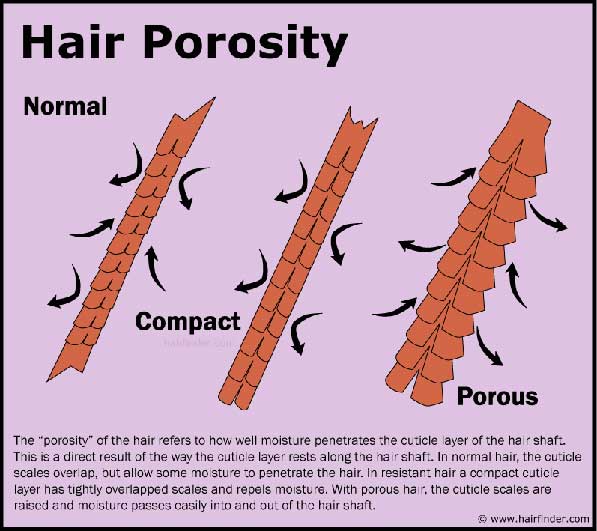 Hair Porosity
Normal
Compact
hairfinder.com
Porous
The "porosity" of the hair refers to how well moisture penetrates the cuticle layer of the hair shaft.
This is a direct result of the way the cuticle layer rests along the hair shaft. In normal hair, the cuticle
scales overlap, but allow some moisture to penetrate the hair. In resistant hair a compact cuticle
layer has tightly overlapped scales and repels moisture. With porous hair, the cuticle scales are
raised and moisture passes easily into and out of the hair shaft.
© www.hairfinder.com